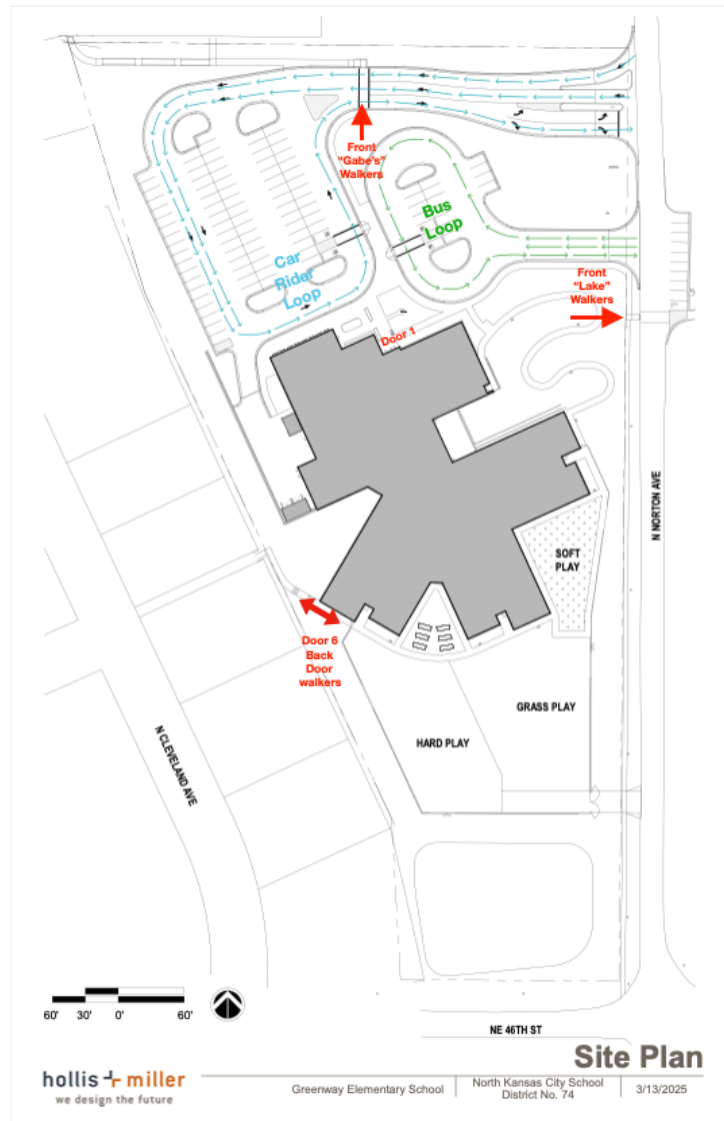 Front
"Gabe's"
Walkers
Bus
Loop
Car
Rider
Loop
Front
"Lake"
Walkers
Door 1
N NORTON AVE
SOFT
PLAY
Door 6
Back
Door
walkers
GRASS PLAY
HARD PLAY
N CLEVELAND AVE
60' 30' 0' 60'
NE 46TH ST
Site Plan
hollis + miller
we design the future
Greenway Elementary School
North Kansas City School
District No. 74
3/13/2025